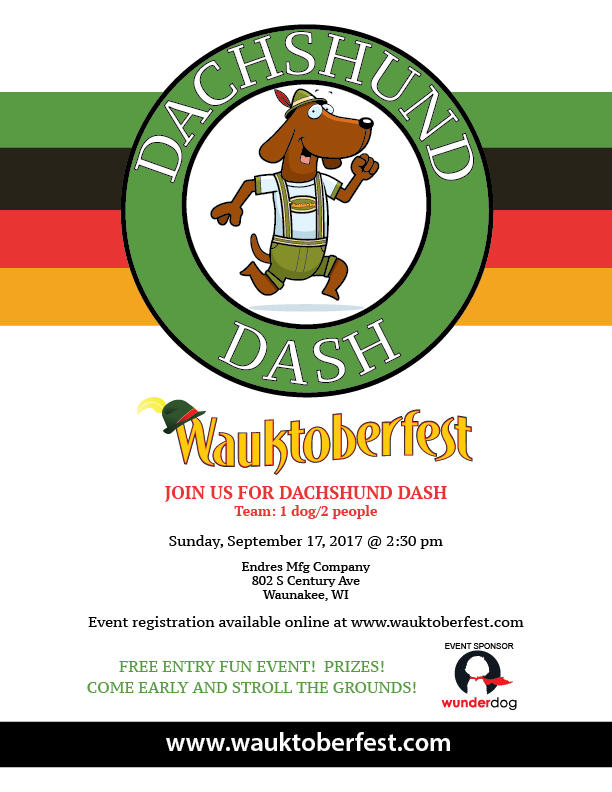 DACHSHUND
DASH
Wauktoberfest
JOIN US FOR DACHSHUND DASH
Team: 1 dog/2 people
Sunday, September 17, 2017 @ 2:30 pm
Endres Mfg Company
802 S Century Ave
Waunakee, WI
Event registration available online at www.wauktoberfest.com
FREE ENTRY FUN EVENT! PRIZES!
COME EARLY AND STROLL THE GROUNDS!
EVENT SPONSOR
wunderdog
www.wauktoberfest.com